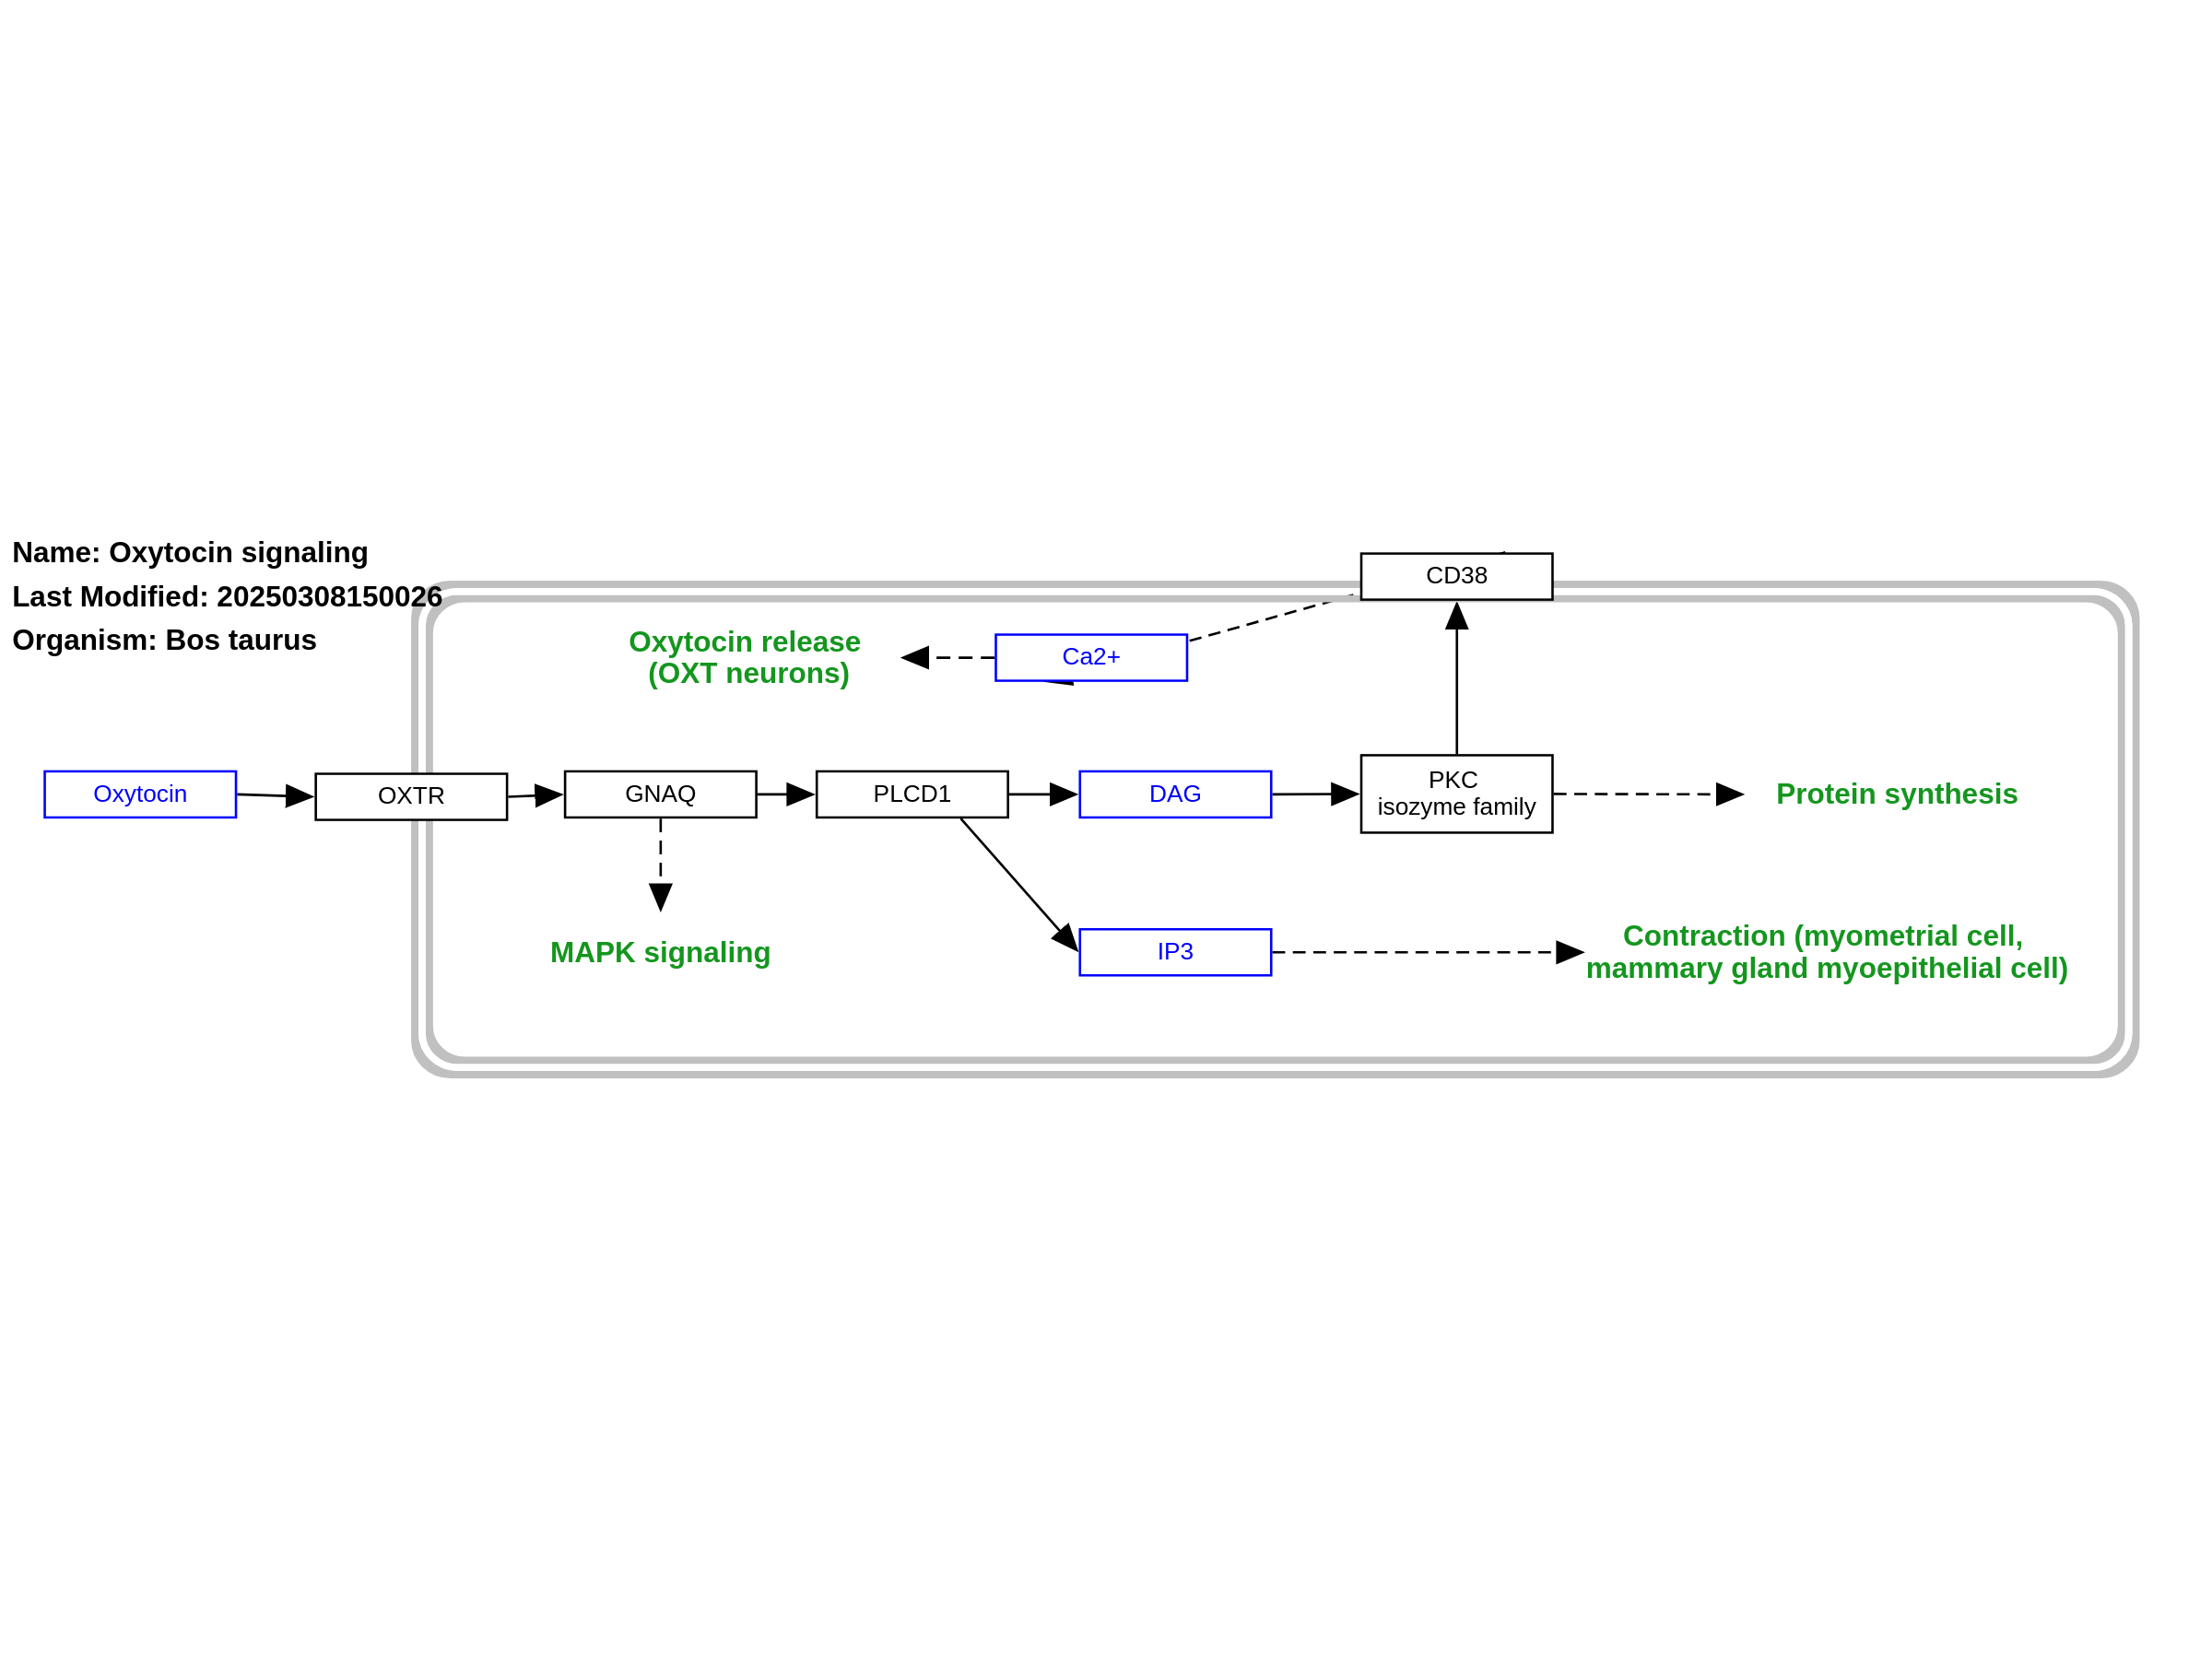 Name: Oxytocin signaling
Last Modified: 20250308150026
Organism: Bos taurus
CD38
Oxytocin release
(OXT neurons)
Ca2+
Oxytocin
OXTR
GNAQ
PLCD1
DAG
PKC
isozyme family
Protein synthesis
MAPK signaling
IP3
Contraction (myometrial cell,
mammary gland myoepithelial cell)